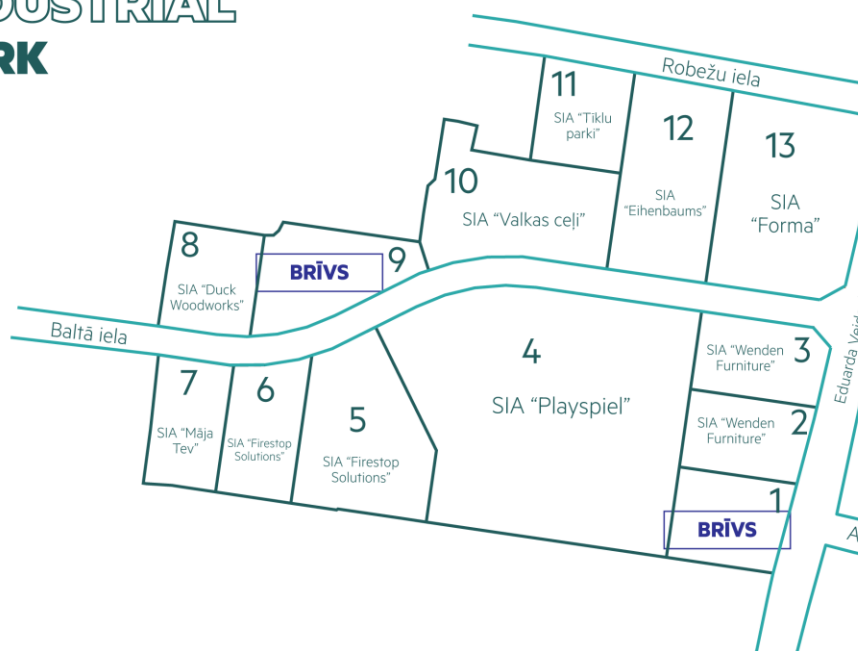 RK
Robežu iela
11
SIA “Tīklu
parki”
12
SIA
“Eihenbaums”
13
SIA
“Forma”
10
SIA “Valkas ceļi”
8
SIA “Duck
Woodworks”
BRĪVS
9
Baltā iela
7
SIA “Māja
Tev”
6
SIA “Firestop
Solutions”
5
SIA “Firestop
Solutions”
4
SIA “Playspiel”
3
SIA “Wenden
Furniture”
2
SIA “Wenden
Furniture”
1
BRĪVS
Eduarda Veid